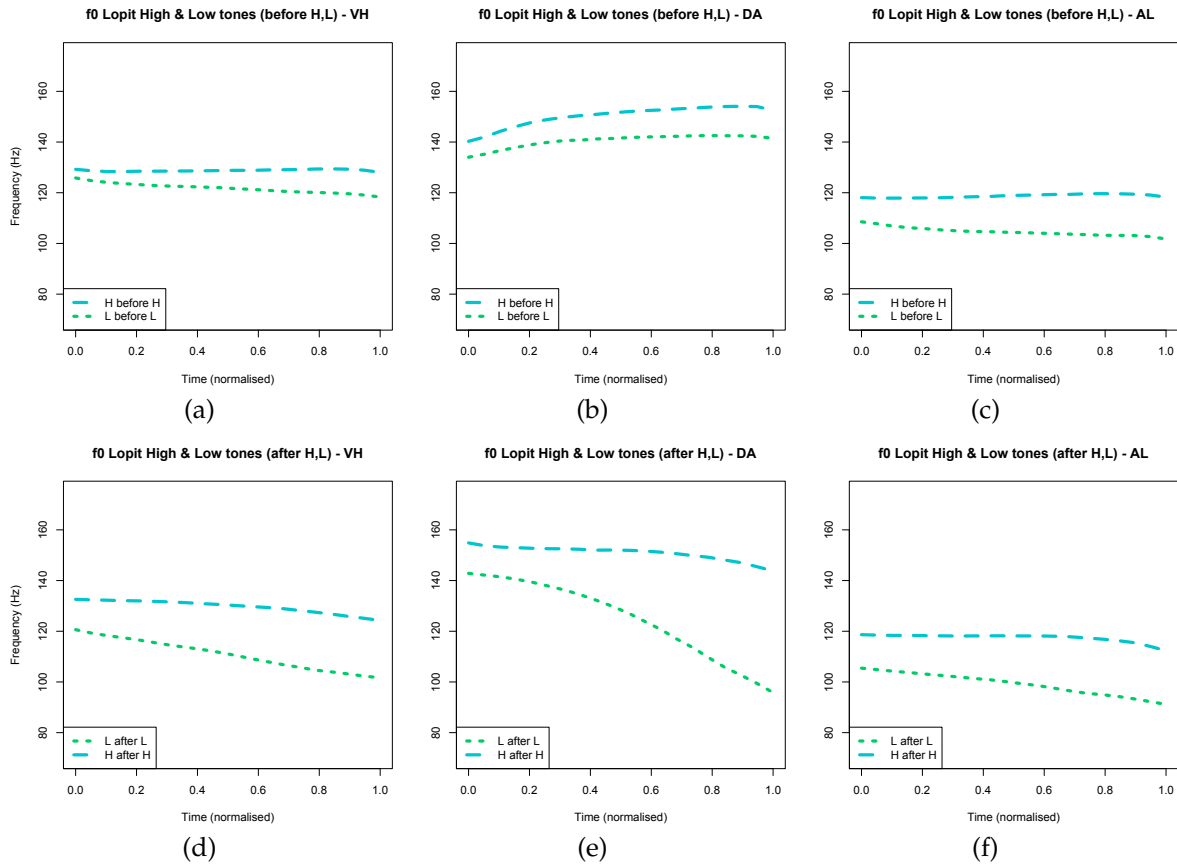 f0 Lopit High & Low tones (before H,L) - VH
Frequency (Hz)
160
140
120
100
80
H before H
L before L
0.0 0.2 0.4 0.6 0.8 1.0
Time (normalised)
(a)
f0 Lopit High & Low tones (before H,L) - DA
160
140
120
100
80
H before H
L before L
0.0 0.2 0.4 0.6 0.8 1.0
Time (normalised)
(b)
f0 Lopit High & Low tones (before H,L) - AL
160
140
120
100
80
H before H
L before L
0.0 0.2 0.4 0.6 0.8 1.0
Time (normalised)
(c)
f0 Lopit High & Low tones (after H,L) - VH
Frequency (Hz)
160
140
120
100
80
L after L
H after H
0.0 0.2 0.4 0.6 0.8 1.0
Time (normalised)
(d)
f0 Lopit High & Low tones (after H,L) - DA
160
140
120
100
80
L after L
H after H
0.0 0.2 0.4 0.6 0.8 1.0
Time (normalised)
(e)
f0 Lopit High & Low tones (after H,L) - AL
160
140
120
100
80
L after L
H after H
0.0 0.2 0.4 0.6 0.8 1.0
Time (normalised)
(f)